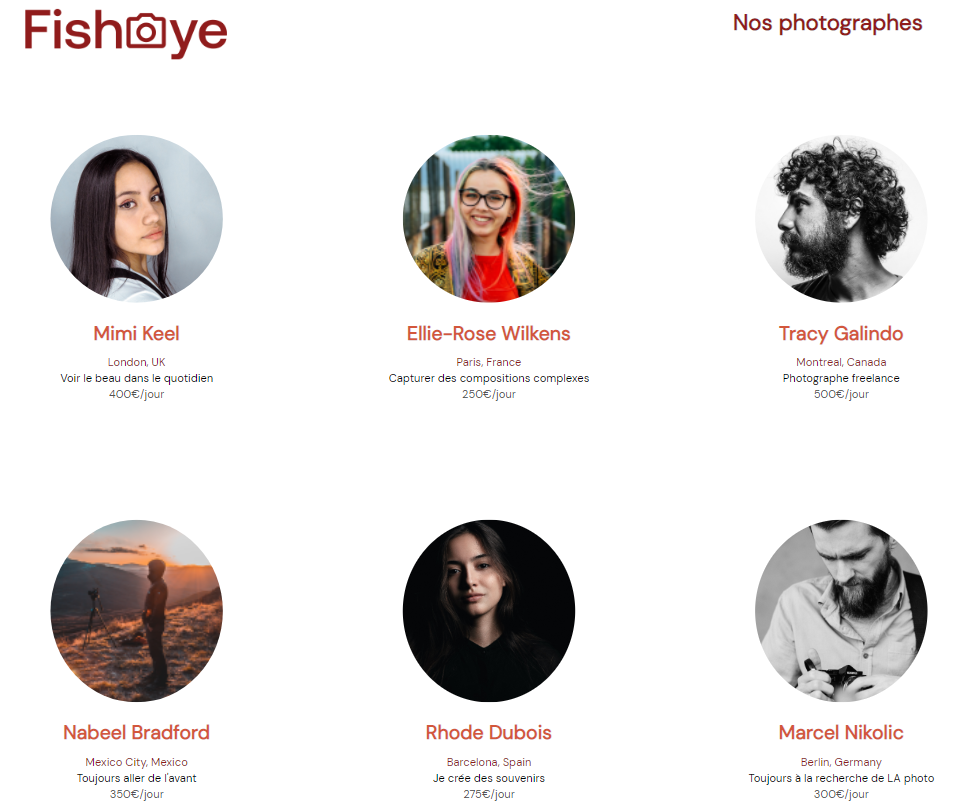 Fisheye
Nos photographes
Mimi Keel
London, UK
Voir le beau dans le quotidien
400€/jour
Ellie-Rose Wilkens
Paris, France
Capturer des compositions complexes
250€/jour
Tracy Galindo
Montreal, Canada
Photographe freelance
500€/jour
Nabeel Bradford
Mexico City, Mexico
Toujours aller de l'avant
350€/jour
Rhode Dubois
Barcelona, Spain
Je crée des souvenirs
275€/jour
Marcel Nikolic
Berlin, Germany
Toujours à la recherche de LA photo
300€/jour